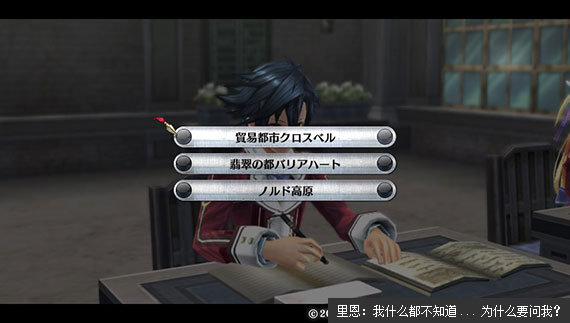 貿易都市クロスベル
翡翠の都バリアハート
ノルド高原
©20
里恩：我什么都不知道...为什么要问我？